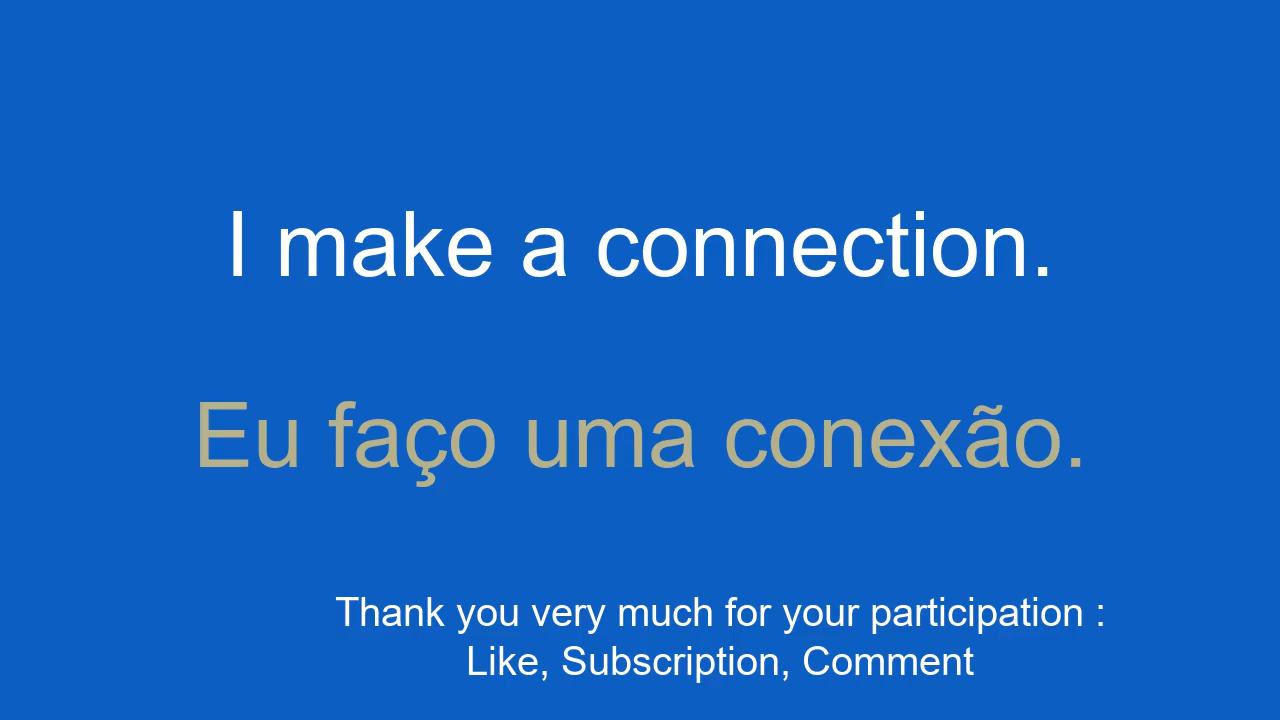 I make a connection.
Eu faço uma conexão.
Thank you very much for your participation :
Like, Subscription, Comment